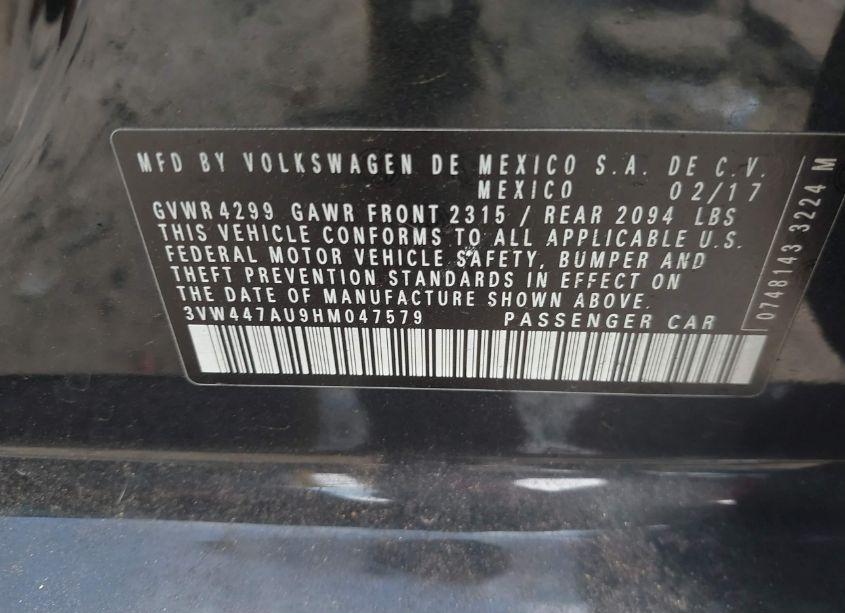 MFD BY VOLKSWAGEN DE MEXICO S.A. DE C.V.
MEXICO 02/17
GVWR 4299 GAWR FRONT 2315 / REAR 2094 LBS
THIS VEHICLE CONFORMS TO ALL APPLICABLE U.S.
FEDERAL MOTOR VEHICLE SAFETY, BUMPER AND
THEFT PREVENTION STANDARDS IN EFFECT ON
THE DATE OF MANUFACTURE SHOWN ABOVE.
3VW447AU9HM047579 PASSENGER CAR
0748143 3224 M